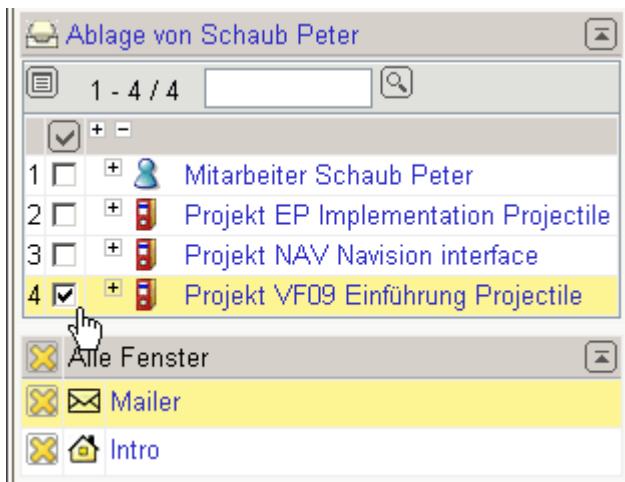 Ablage von Schaub Peter
1 - 4 / 4
1 Mitarbeiter Schaub Peter
2 Projekt EP Implementation Projectile
3 Projekt NAV Navision interface
4 Projekt VF09 Einführung Projectile
Alle Fenster
Mailer
Intro